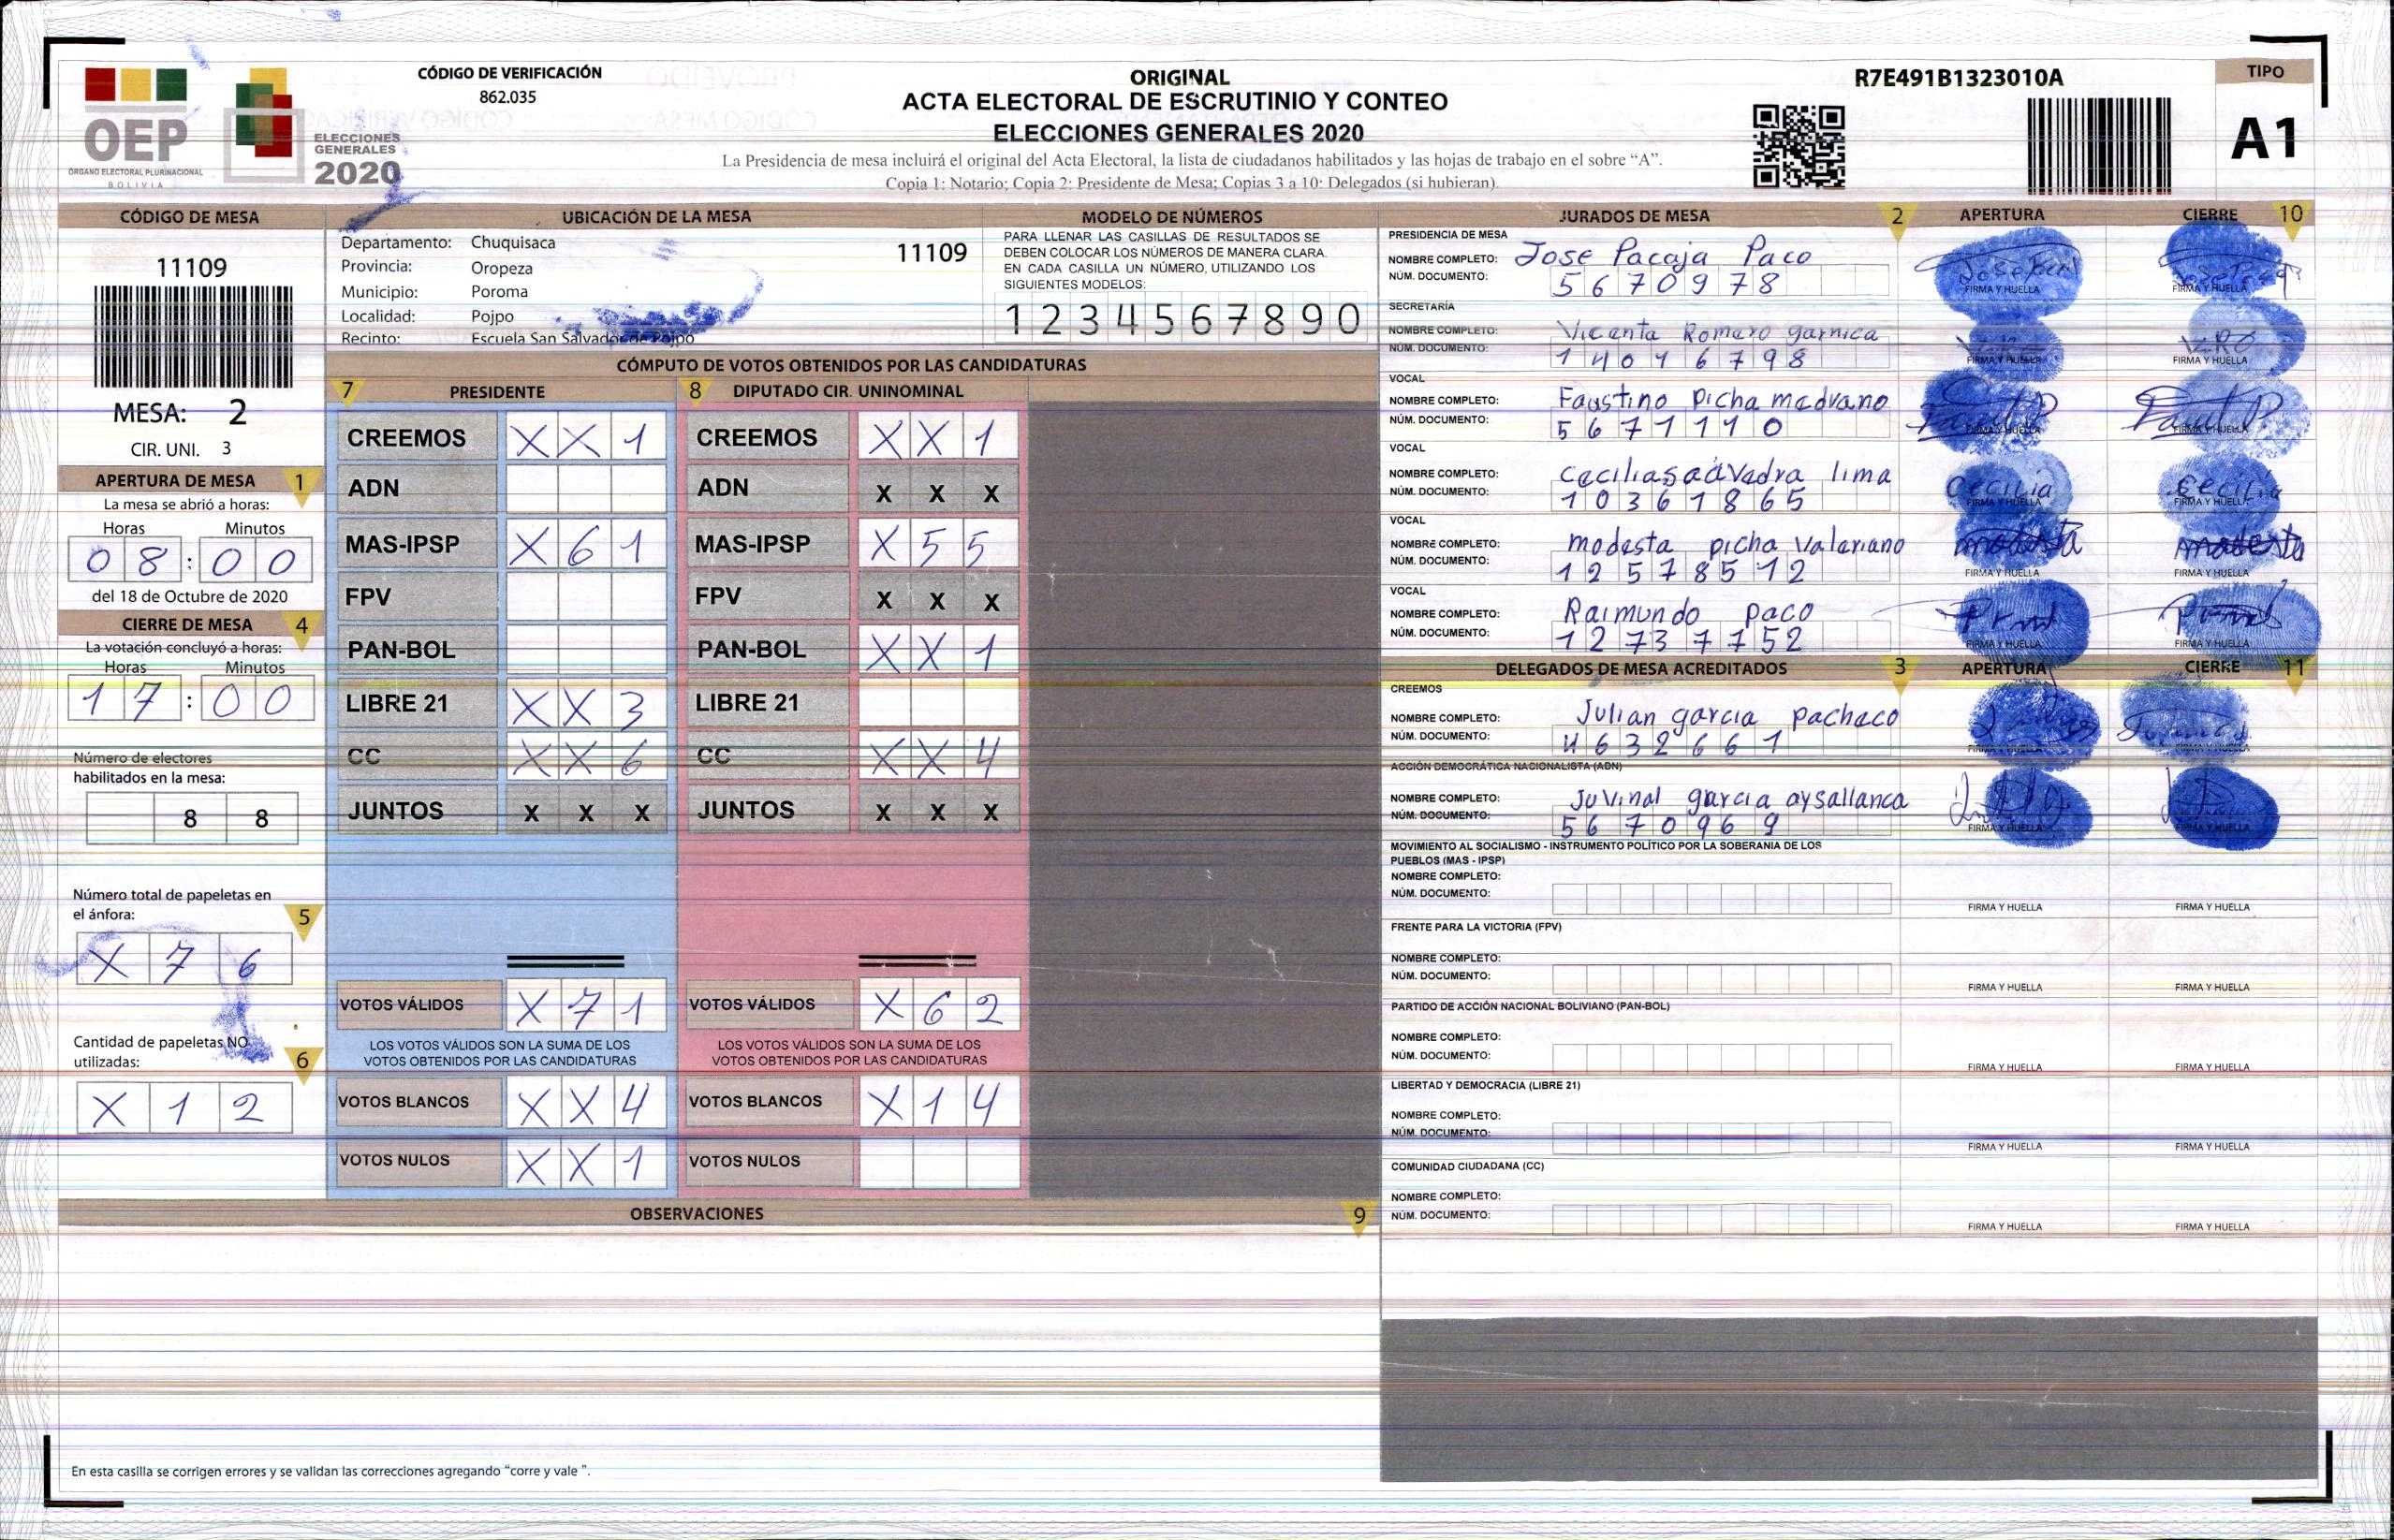 CÓDIGO DE VERIFICACIÓN
862.035
ORIGINAL
ACTA ELECTORAL DE ESCRUTINIO Y CONTEO
ELECCIONES GENERALES 2020
La Presidencia de mesa incluirá el original del Acta Electoral, la lista de ciudadanos habilitados y las hojas de trabajo en el sobre “A”.
Copia 1: Notario; Copia 2: Presidente de Mesa; Copias 3 a 10: Delegados (si hubieran).
R7E491B1323010A
TIPO
A1
OEP
ÓRGANO ELECTORAL PLURINACIONAL
BOLIVIA
ELECCIONES
GENERALES
2020
CÓDIGO DE MESA
11109
MESA: 2
CIR. UNI. 3
APERTURA DE MESA 1
La mesa se abrió a horas:
Horas Minutos
08:00
del 18 de Octubre de 2020
CIERRE DE MESA 4
La votación concluyó a horas:
Horas Minutos
17:00
Número de electores
habilitados en la mesa:
8 8
Número total de papeletas en
el ánfora: 5
X 7 6
Cantidad de papeletas NO
utilizadas: 6
X 1 2
UBICACIÓN DE LA MESA
Departamento: Chuquisaca 11109
Provincia: Oropeza
Municipio: Poroma
Localidad: Pojpo
Recinto: Escuela San Salvador de Pojpo
MODELO DE NÚMEROS
PARA LLENAR LAS CASILLAS DE RESULTADOS SE
DEBEN COLOCAR LOS NÚMEROS DE MANERA CLARA.
EN CADA CASILLA UN NÚMERO, UTILIZANDO LOS
SIGUIENTES MODELOS:
1 2 3 4 5 6 7 8 9 0
CÓMPUTO DE VOTOS OBTENIDOS POR LAS CANDIDATURAS
7 PRESIDENTE 8 DIPUTADO CIR. UNINOMINAL
CREEMOS X X 1 CREEMOS X X 1
ADN ADN X X X
MAS-IPSP X 6 1 MAS-IPSP X 5 5
FPV FPV X X X
PAN-BOL PAN-BOL X X 1
LIBRE 21 X X 3 LIBRE 21
CC X X 6 CC X X 4
JUNTOS X X X JUNTOS X X X
VOTOS VÁLIDOS X 7 1 VOTOS VÁLIDOS X 6 2
LOS VOTOS VÁLIDOS SON LA SUMA DE LOS LOS VOTOS VÁLIDOS SON LA SUMA DE LOS
VOTOS OBTENIDOS POR LAS CANDIDATURAS VOTOS OBTENIDOS POR LAS CANDIDATURAS
VOTOS BLANCOS X X 4 VOTOS BLANCOS X 1 4
VOTOS NULOS X X 1 VOTOS NULOS
OBSERVACIONES 9
En esta casilla se corrigen errores y se validan las correcciones agregando “corre y vale ”.
JURADOS DE MESA 2 APERTURA CIERRE 10
PRESIDENCIA DE MESA
NOMBRE COMPLETO: Jose Pacaja Paco
NÚM. DOCUMENTO: 5670978
FIRMA Y HUELLA FIRMA Y HUELLA
SECRETARÍA
NOMBRE COMPLETO: Vicenta Romero garnica
NÚM. DOCUMENTO: 14016798
FIRMA Y HUELLA FIRMA Y HUELLA
VOCAL
NOMBRE COMPLETO: Faustino picha medrano
NÚM. DOCUMENTO: 5671110
FIRMA Y HUELLA FIRMA Y HUELLA
VOCAL
NOMBRE COMPLETO: lima
NÚM. DOCUMENTO: 10361865
Cecilia Cecilia
FIRMA Y HUELLA FIRMA Y HUELLA
VOCAL
NOMBRE COMPLETO: modesta picha Valeriano
NÚM. DOCUMENTO: 12578512
modesta modesta
FIRMA Y HUELLA FIRMA Y HUELLA
VOCAL
NOMBRE COMPLETO: Raimundo paco
NÚM. DOCUMENTO: 12737752
FIRMA Y HUELLA FIRMA Y HUELLA
DELEGADOS DE MESA ACREDITADOS 3 APERTURA CIERRE 11
CREEMOS
NOMBRE COMPLETO: Julian garcia pacheco
NÚM. DOCUMENTO: 4632661
ACCIÓN DEMOCRÁTICA NACIONALISTA (ADN)
NOMBRE COMPLETO: Juvinal garcia aysallanca
NÚM. DOCUMENTO: 5670969
FIRMA Y HUELLA FIRMA Y HUELLA
MOVIMIENTO AL SOCIALISMO - INSTRUMENTO POLÍTICO POR LA SOBERANIA DE LOS
PUEBLOS (MAS - IPSP)
NOMBRE COMPLETO:
NÚM. DOCUMENTO:
FIRMA Y HUELLA FIRMA Y HUELLA
FRENTE PARA LA VICTORIA (FPV)
NOMBRE COMPLETO:
NÚM. DOCUMENTO:
FIRMA Y HUELLA FIRMA Y HUELLA
PARTIDO DE ACCIÓN NACIONAL BOLIVIANO (PAN-BOL)
NOMBRE COMPLETO:
NÚM. DOCUMENTO:
FIRMA Y HUELLA FIRMA Y HUELLA
LIBERTAD Y DEMOCRACIA (LIBRE 21)
NOMBRE COMPLETO:
NÚM. DOCUMENTO:
FIRMA Y HUELLA FIRMA Y HUELLA
COMUNIDAD CIUDADANA (CC)
NOMBRE COMPLETO:
NÚM. DOCUMENTO:
FIRMA Y HUELLA FIRMA Y HUELLA